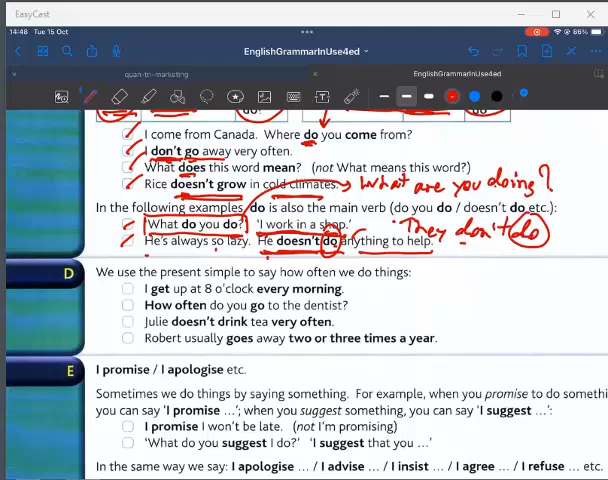 EasyCast
14:48 Tue 15 Oct
86%
EnglishGrammarInUse4ed
quan-tri-marketing
EnglishGrammarInUse4ed
do?
do?
I come from Canada. Where do you come from?
I don't go away very often.
What does this word mean? (not What means this word?)
Rice doesn't grow in cold climates.
What are you doing?
In the following examples do is also the main verb (do you do / doesn't do etc.):
'What do you do?' 'I work in a shop.'
They don't do
He's always so lazy. He doesn't do anything to help.
D
We use the present simple to say how often we do things:
I get up at 8 o'clock every morning.
How often do you go to the dentist?
Julie doesn't drink tea very often.
Robert usually goes away two or three times a year.
E
I promise / I apologise etc.
Sometimes we do things by saying something. For example, when you promise to do somethi
you can say 'I promise ...'; when you suggest something, you can say 'I suggest ...':
I promise I won't be late. (not I'm promising)
'What do you suggest I do?' 'I suggest that you ...'
In the same way we say: I apologise ... / I advise ... / I insist ... / I agree ... / I refuse ... etc.